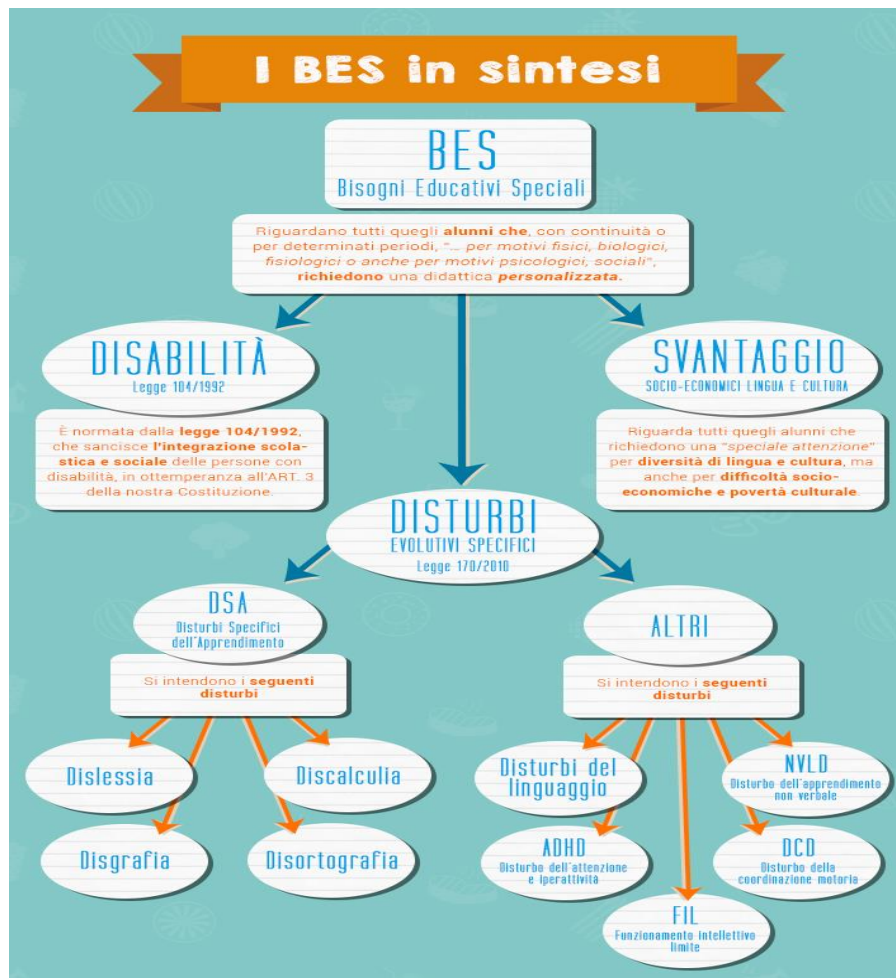 I BES in sintesi
BES
Bisogni Educativi Speciali
Riguardano tutti quegli alunni che, con continuità o
per determinati periodi, "... per motivi fisici, biologici,
fisiologici o anche per motivi psicologici, sociali",
richiedono una didattica personalizzata.
DISABILITÀ
Legge 104/1992
È normata dalla legge 104/1992,
che sancisce l'integrazione scola-
stica e sociale delle persone con
disabilità, in ottemperanza all'ART. 3
della nostra Costituzione.
SVANTAGGIO
SOCIO-ECONOMICI LINGUA E CULTURA
Riguarda tutti quegli alunni che
richiedono una "speciale attenzione"
per diversità di lingua e cultura, ma
anche per difficoltà socio-
economiche e povertà culturale.
DISTURBI
EVOLUTIVI SPECIFICI
Legge 170/2010
DSA
Disturbi Specifici
dell'Apprendimento
Si intendono i seguenti
disturbi
Dislessia
Discalculia
Disgrafia
Disortografia
ALTRI
Si intendono i seguenti
disturbi
Disturbi del
linguaggio
NVLD
Disturbo dell'apprendimento
non verbale
ADHD
Disturbo dell'attenzione
e iperattività
DCD
Disturbo della
coordinazione motoria
FIL
Funzionamento intellettivo
limite